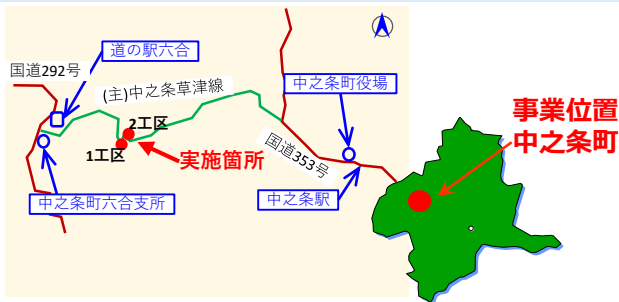 道の駅六合
国道292号
(主)中之条草津線
中之条町役場
2工区
1工区
実施箇所
国道353号
中之条町六合支所
中之条駅
事業位置
中之条町